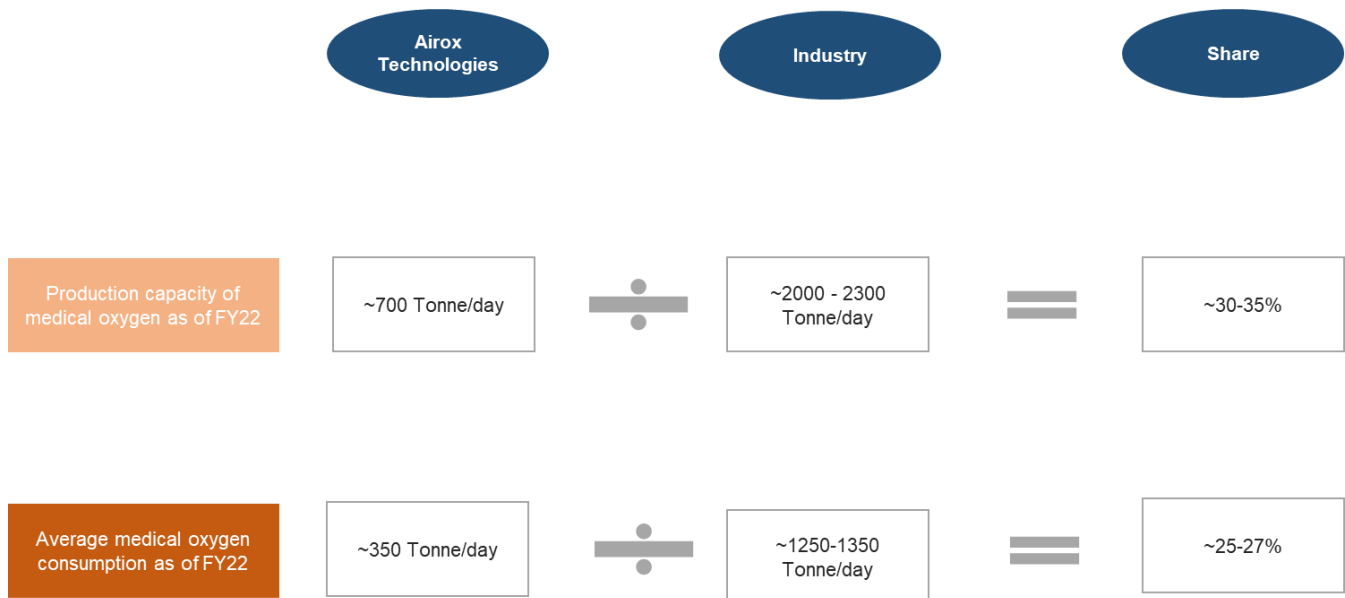 Airox
Technologies
Industry
Share
Production capacity of
medical oxygen as of FY22
~700 Tonne/day
~2000 - 2300
Tonne/day
~30-35%
Average medical oxygen
consumption as of FY22
~350 Tonne/day
~1250-1350
Tonne/day
~25-27%